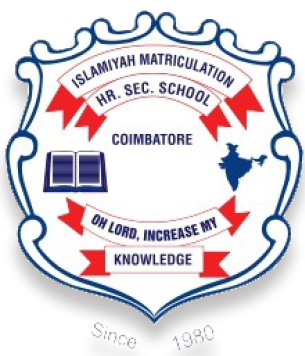 ISLAMIYAH MATRICULATION
HR. SEC. SCHOOL
COIMBATORE
OH LORD, INCREASE MY
KNOWLEDGE
Since 1980